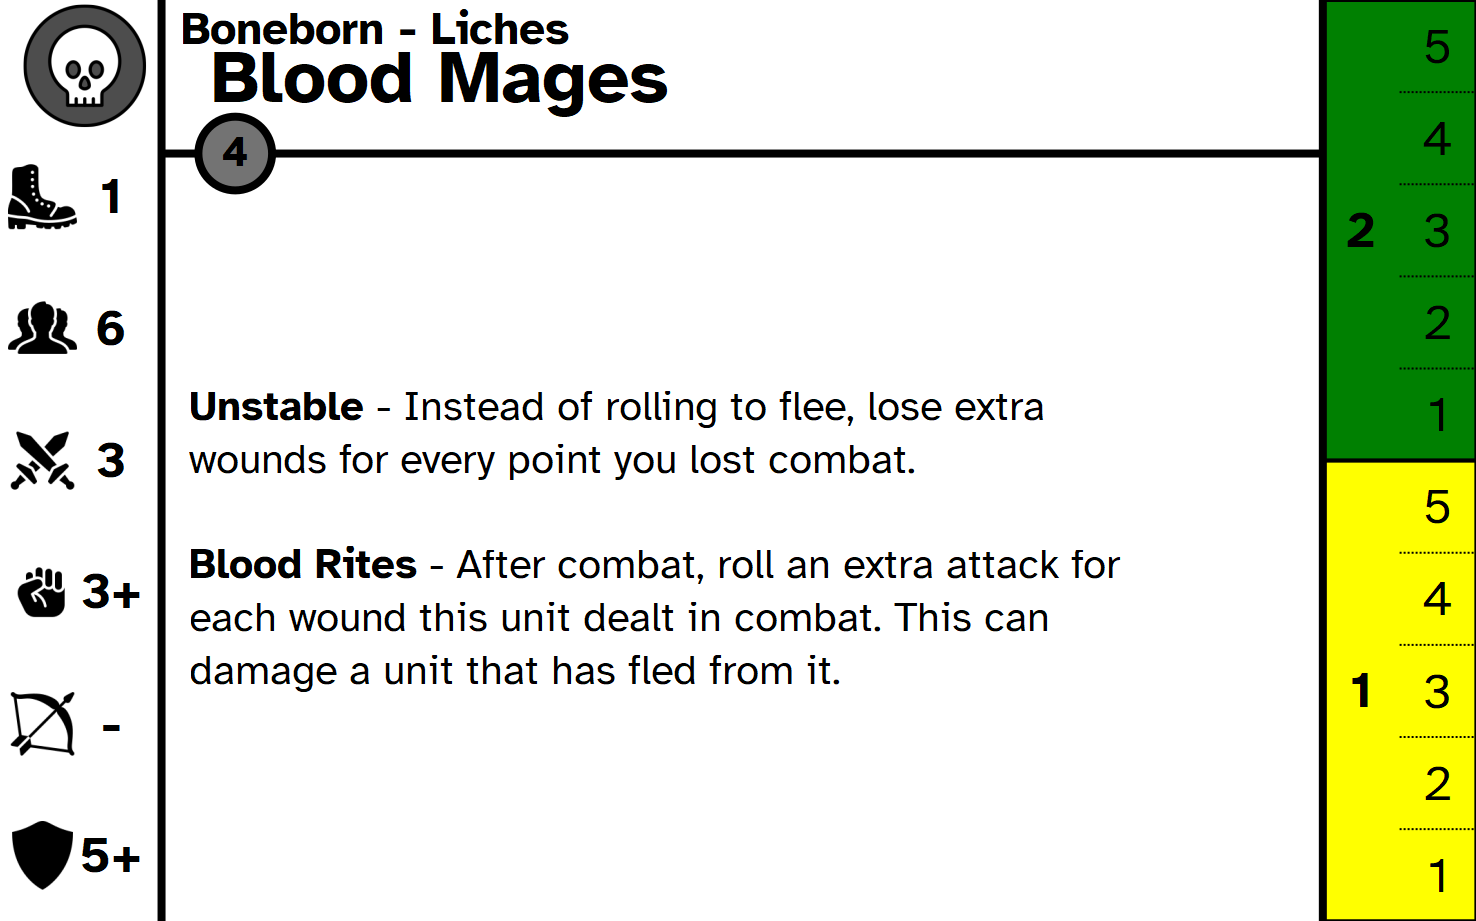 Boneborn - Liches
Blood Mages
4
1
6
3
3+
-
5+
Unstable - Instead of rolling to flee, lose extra
wounds for every point you lost combat.
Blood Rites - After combat, roll an extra attack for
each wound this unit dealt in combat. This can
damage a unit that has fled from it.
2
5
4
3
2
1
1
5
4
3
2
1